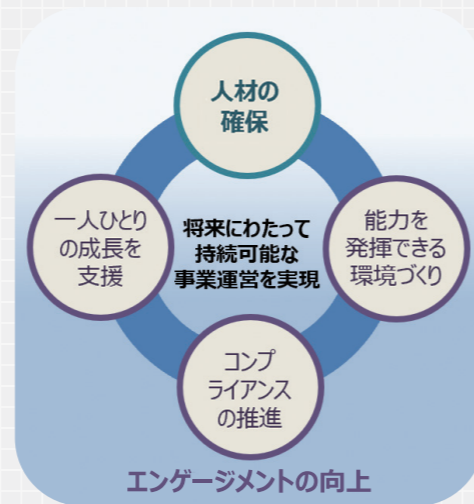 人材の
確保
一人ひとり
の成長を
支援
将来にわたって
持続可能な
事業運営を実現
能力を
発揮できる
環境づくり
コンプ
ライアンス
の推進
エンゲージメントの向上